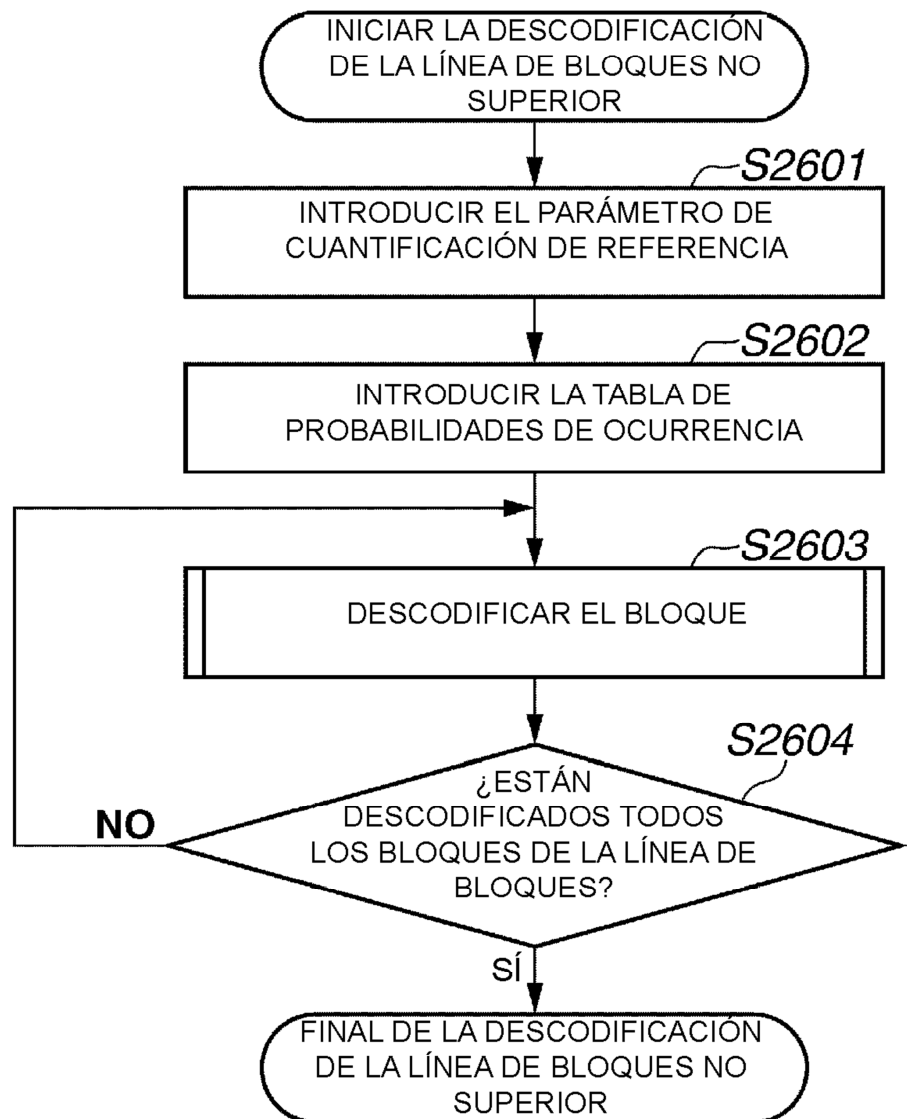 INICIAR LA DESCODIFICACIÓN
DE LA LÍNEA DE BLOQUES NO
SUPERIOR
S2601
INTRODUCIR EL PARÁMETRO DE
CUANTIFICACIÓN DE REFERENCIA
S2602
INTRODUCIR LA TABLA DE
PROBABILIDADES DE OCURRENCIA
S2603
DESCODIFICAR EL BLOQUE
S2604
¿ESTÁN
DESCODIFICADOS TODOS
LOS BLOQUES DE LA LÍNEA DE
BLOQUES?
NO
SÍ
FINAL DE LA DESCODIFICACIÓN
DE LA LÍNEA DE BLOQUES NO
SUPERIOR